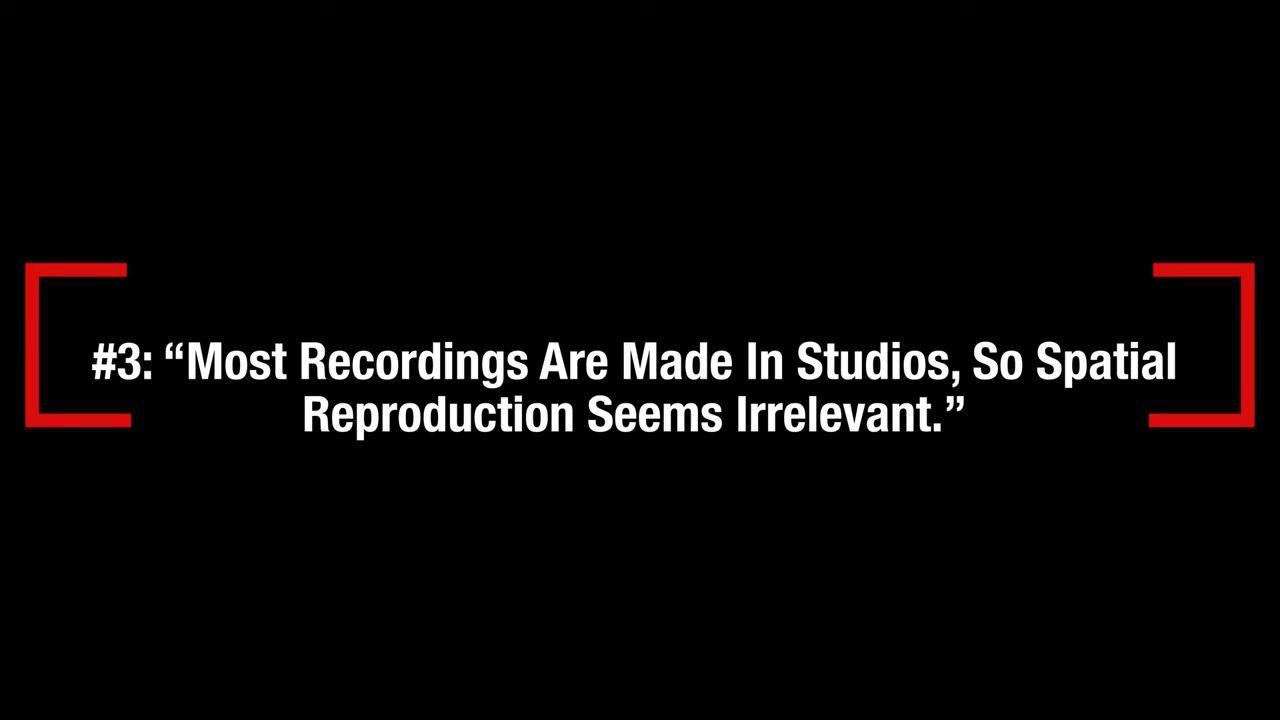 #3: “Most Recordings Are Made In Studios, So Spatial
Reproduction Seems Irrelevant.”